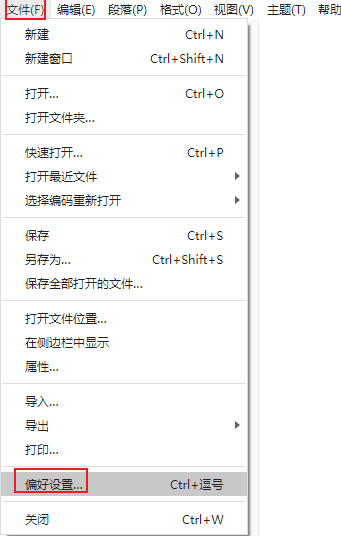 文件(F) 编辑(E) 段落(P) 格式(O) 视图(V) 主题(T) 帮助
新建 Ctrl+N
新建窗口 Ctrl+Shift+N
打开... Ctrl+O
打开文件夹...
快速打开... Ctrl+P
打开最近文件
选择编码重新打开
保存 Ctrl+S
另存为... Ctrl+Shift+S
保存全部打开的文件...
打开文件位置...
在侧边栏中显示
属性...
导入...
导出
打印...
偏好设置... Ctrl+逗号
关闭 Ctrl+W